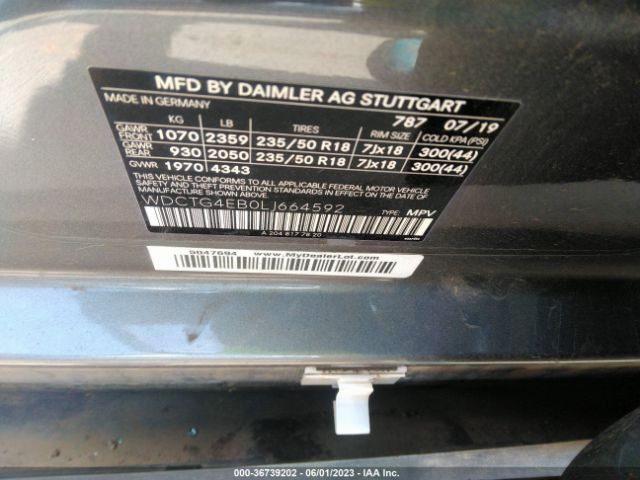 MFD BY DAIMLER AG STUTTGART
MADE IN GERMANY 787 07/19
KG LB TIRES RIM SIZE COLD KPA(PSI)
GAWR FRONT 1070 2359 235/50 R18 7Jx18 300(44)
GAWR REAR 930 2050 235/50 R18 7Jx18 300(44)
GVWR 1970 4343
THIS VEHICLE CONFORMS TO ALL APPLICABLE FEDERAL MOTOR VEHICLE
SAFETY AND THEFT PREVENTION STANDARDS IN EFFECT ON THE DATE OF
MANUFACTURE SHOWN ABOVE.
WDCTG4EB0LJ664592 TYPE: MPV
A 204 817 78 20
S047694 www.MyDealerLot.com
000-36739202 - 06/01/2023 - IAA Inc.